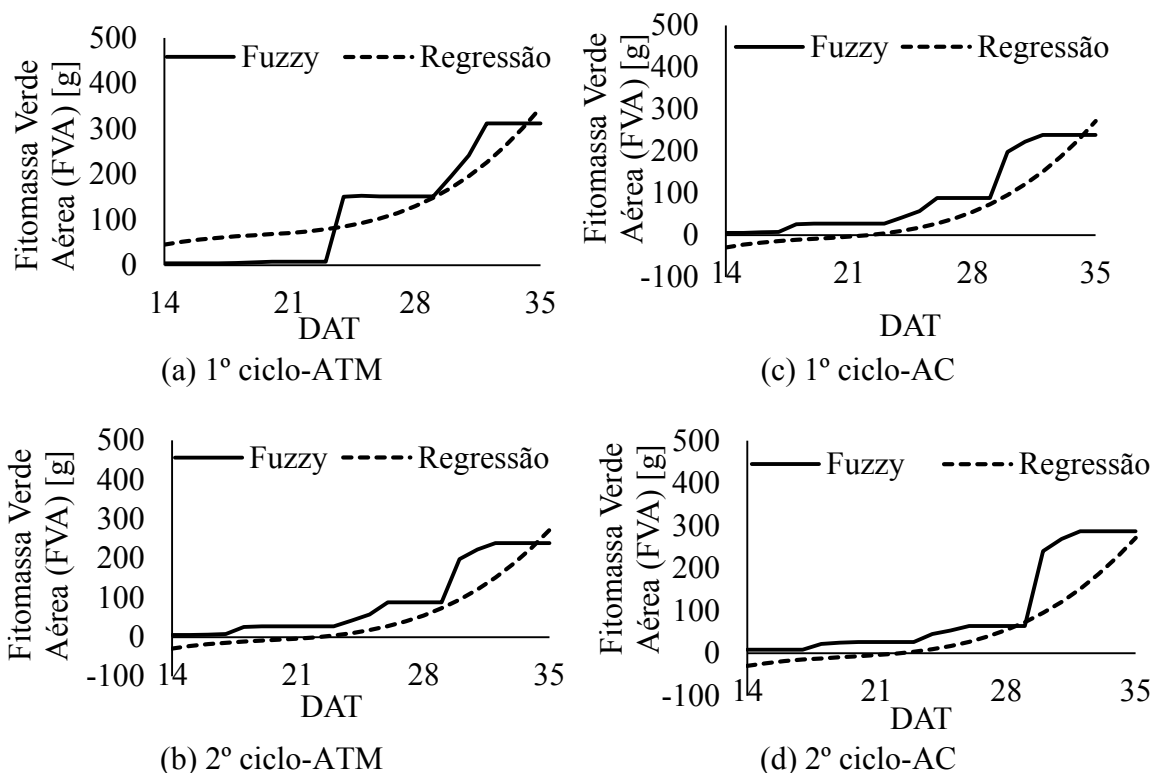 Fitomassa Verde
Aérea (FVA) [g]
500
400
300
200
100
0
Fuzzy
Regressão
14
21
28
35
DAT
(a) 1º ciclo-ATM
Fitomassa Verde
Aérea (FVA) [g]
500
400
300
200
100
0
-100
Fuzzy
Regressão
14
21
28
35
DAT
(c) 1º ciclo-AC
Fitomassa Verde
Aérea (FVA) [g]
500
400
300
200
100
0
-100
Fuzzy
Regressão
14
21
28
35
DAT
(b) 2º ciclo-ATM
Fitomassa Verde
Aérea (FVA) [g]
500
400
300
200
100
0
-100
Fuzzy
Regressão
14
21
28
35
DAT
(d) 2º ciclo-AC